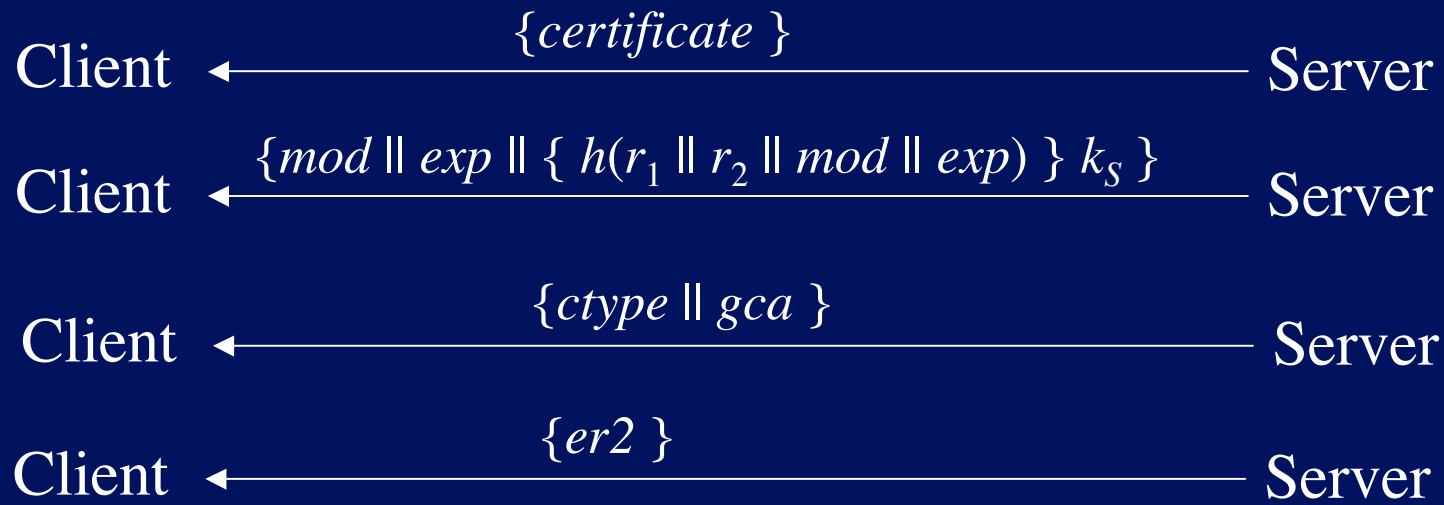 {certificate }
Client Server
{mod || exp || { h(r₁ || r₂ || mod || exp) } kₛ }
Client Server
{ctype || gca }
Client Server
{er2 }
Client Server